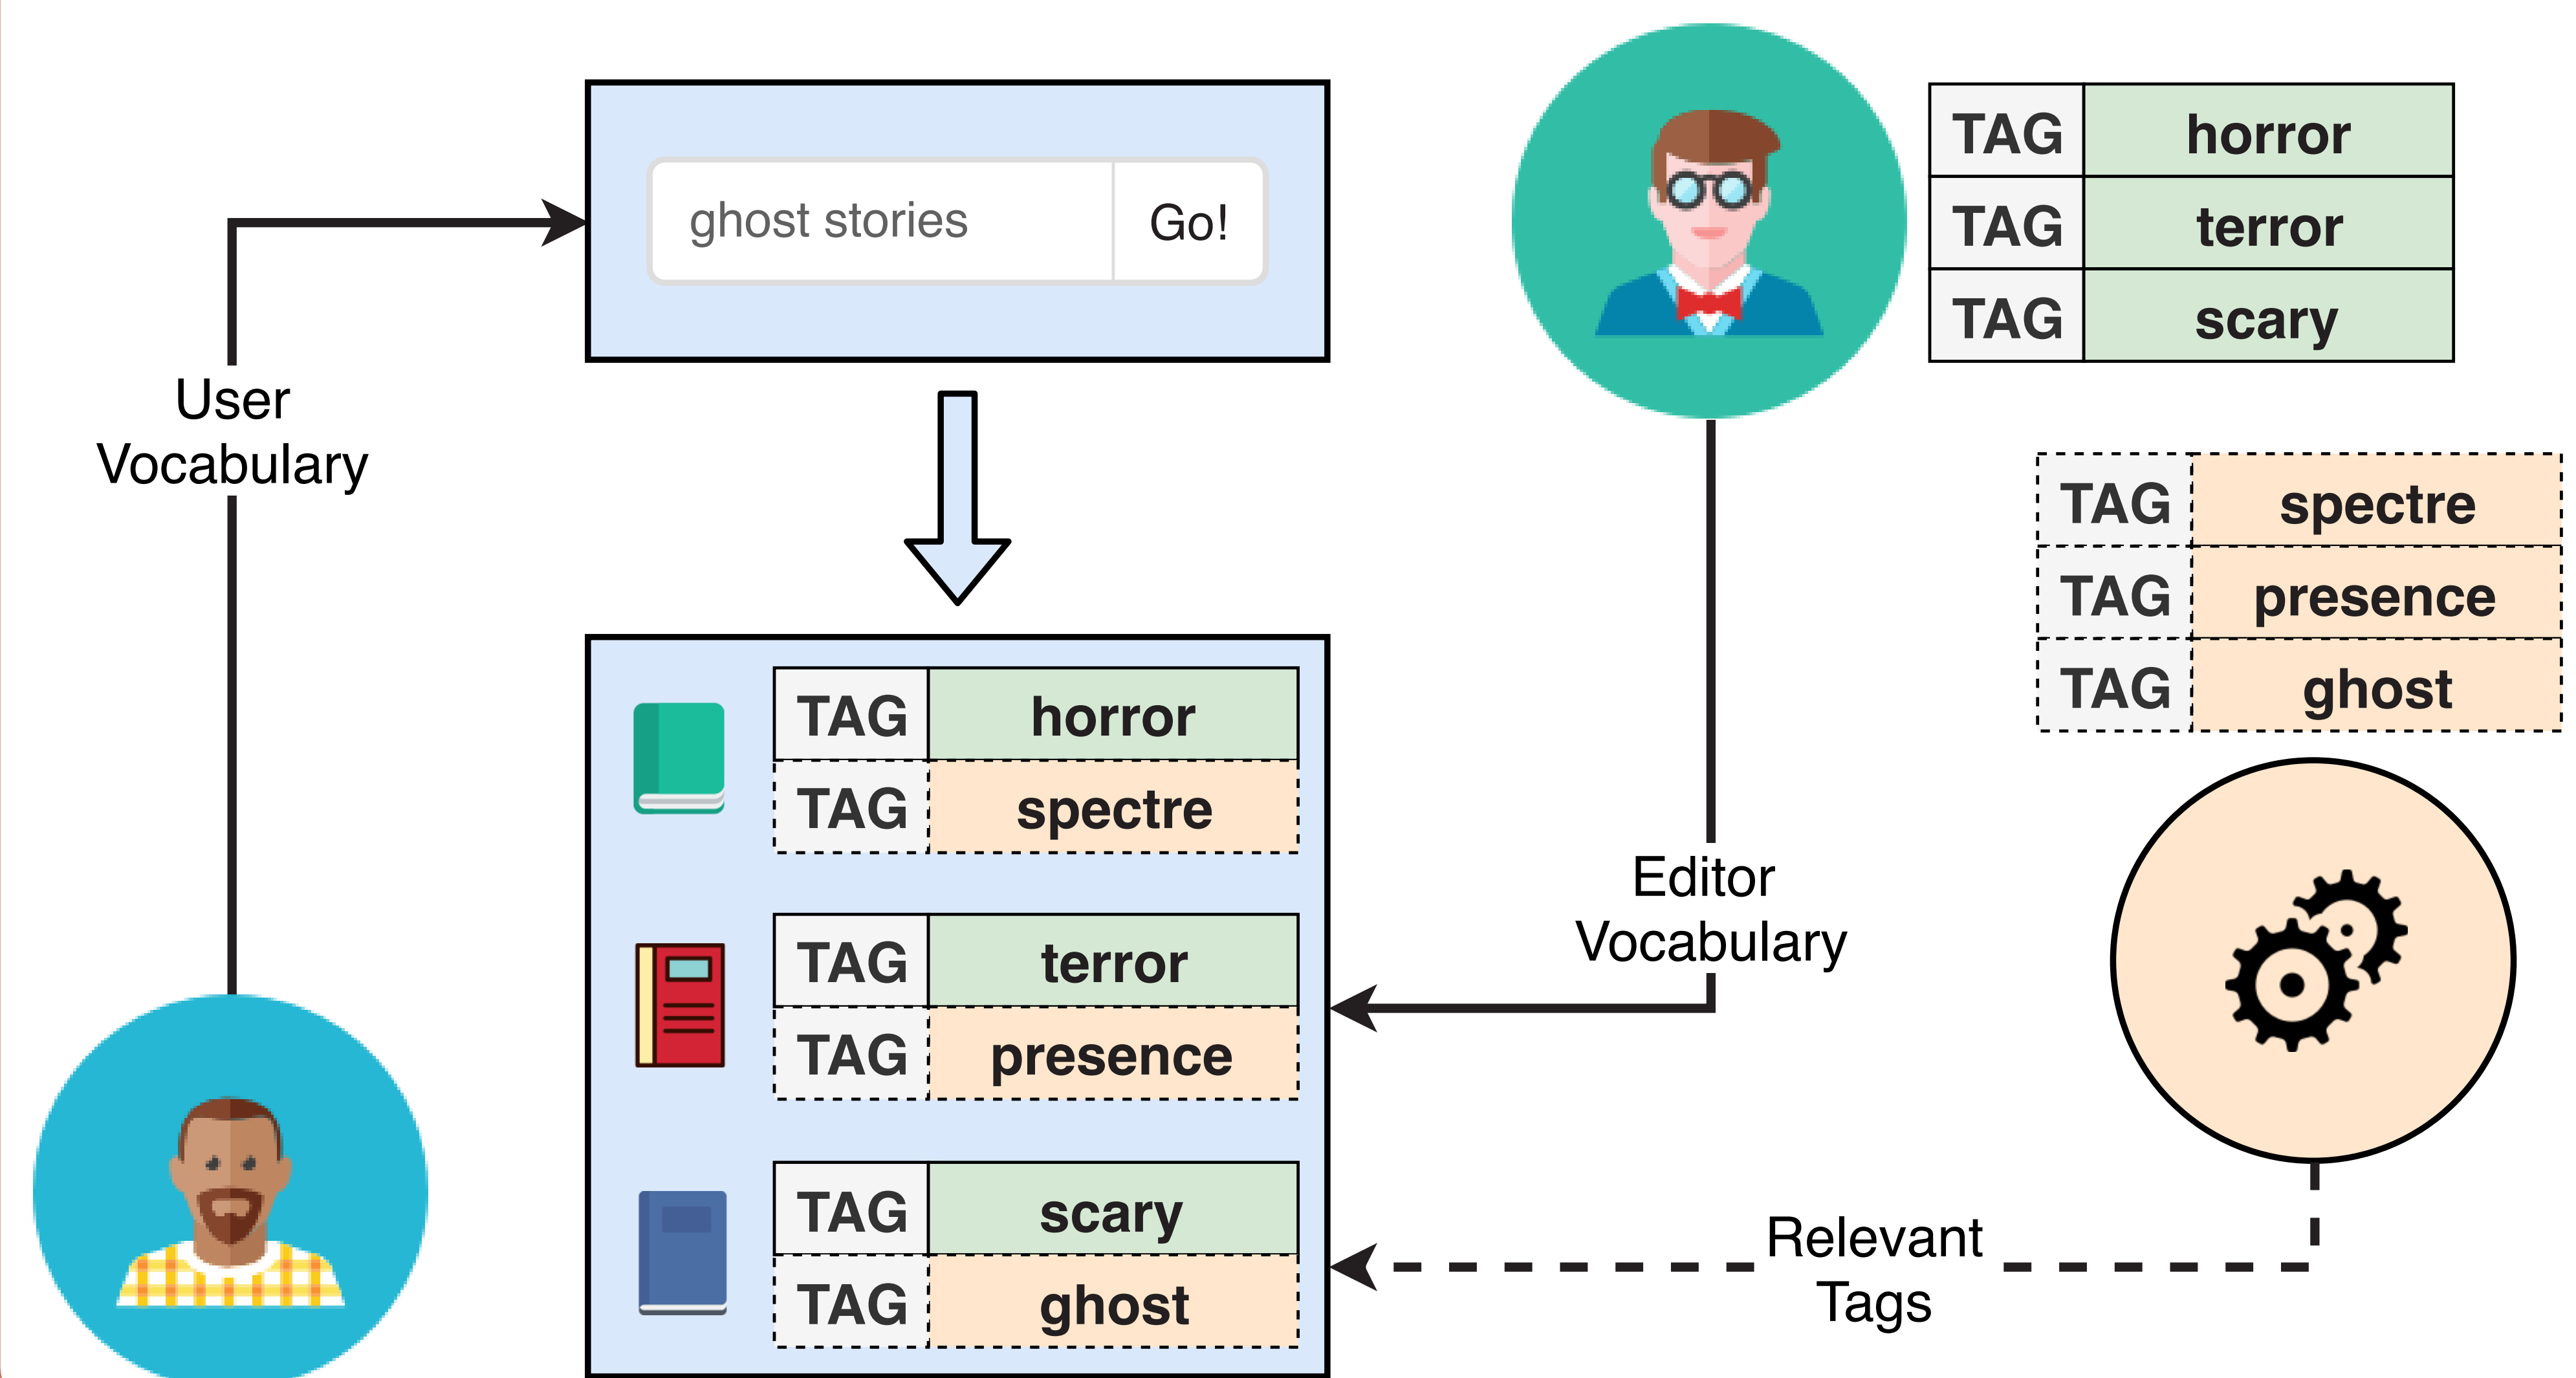 ghost stories Go!
User
Vocabulary
TAG horror
TAG terror
TAG scary
TAG spectre
TAG presence
TAG ghost
TAG horror
TAG spectre
TAG terror
TAG presence
TAG scary
TAG ghost
Editor
Vocabulary
Relevant
Tags